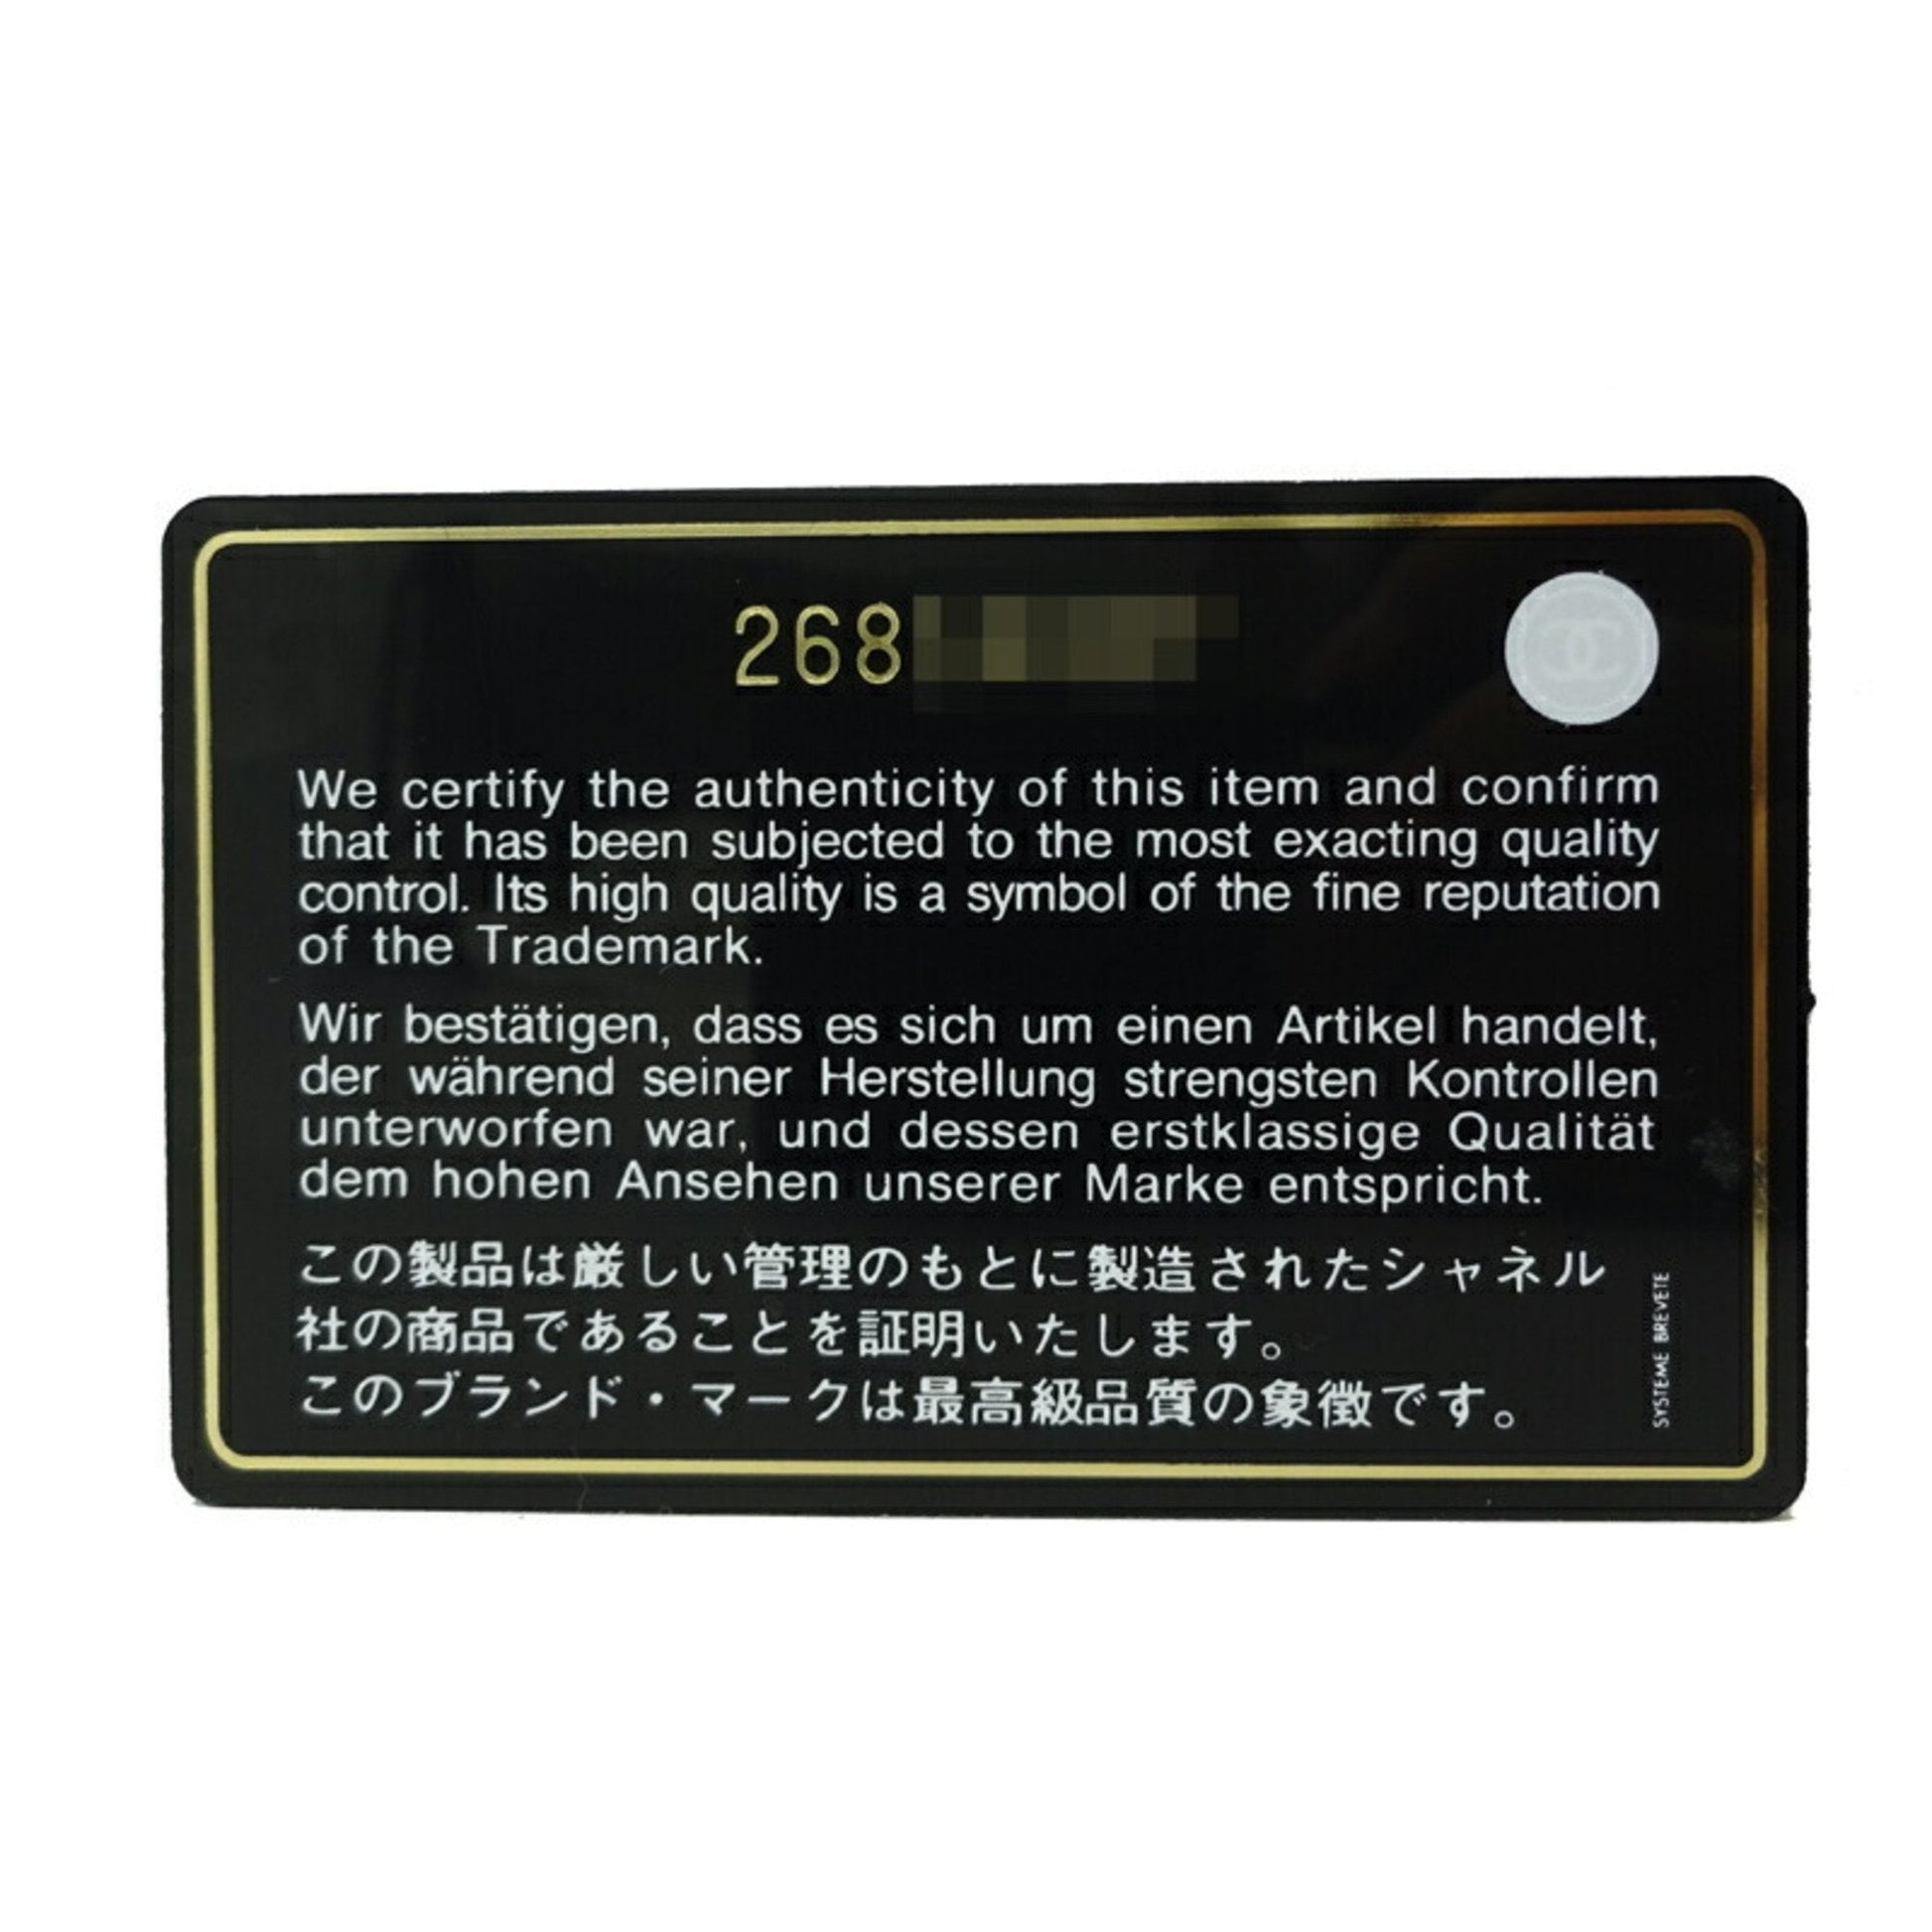 268
We certify the authenticity of this item and confirm
that it has been subjected to the most exacting quality
control. Its high quality is a symbol of the fine reputation
of the Trademark.
Wir bestätigen, dass es sich um einen Artikel handelt,
der während seiner Herstellung strengsten Kontrollen
unterworfen war, und dessen erstklassige Qualität
dem hohen Ansehen unserer Marke entspricht.
この製品は厳しい管理のもとに製造されたシャネル
社の商品であることを証明いたします。
このブランド・マークは最高級品質の象徴です。
SYSTEME BREVETE